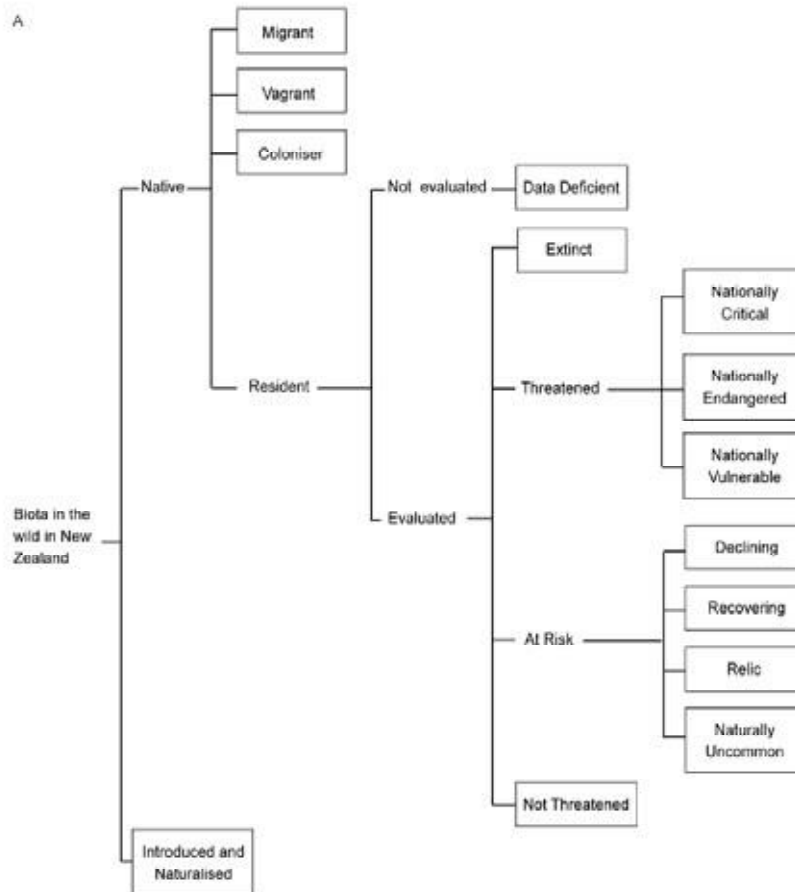 A
Migrant
Vagrant
Coloniser
Native
Not evaluated
Data Deficient
Extinct
Nationally
Critical
Resident
Threatened
Nationally
Endangered
Nationally
Vulnerable
Biota in the
wild in New
Zealand
Evaluated
Declining
Recovering
At Risk
Relic
Naturally
Uncommon
Not Threatened
Introduced and
Naturalised